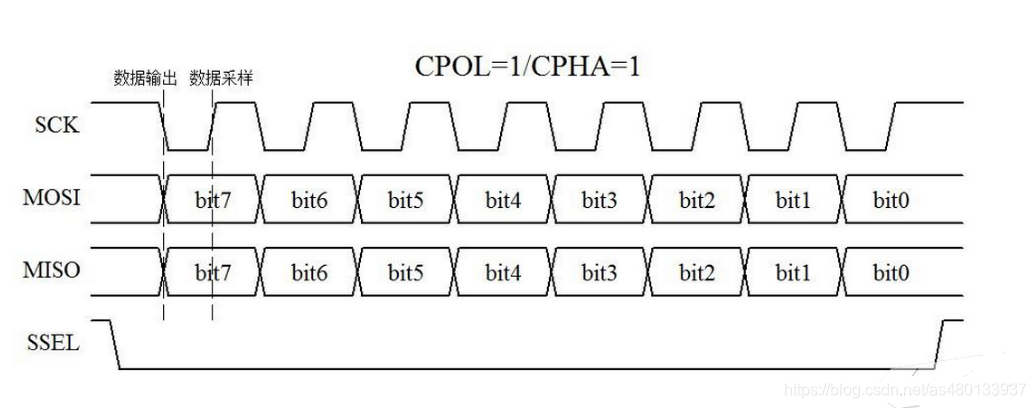 CPOL=1/CPHA=1
数据输出 数据采样
SCK
MOSI bit7 bit6 bit5 bit4 bit3 bit2 bit1 bit0
MISO bit7 bit6 bit5 bit4 bit3 bit2 bit1 bit0
SSEL
https://blog.csdn.net/as480133937